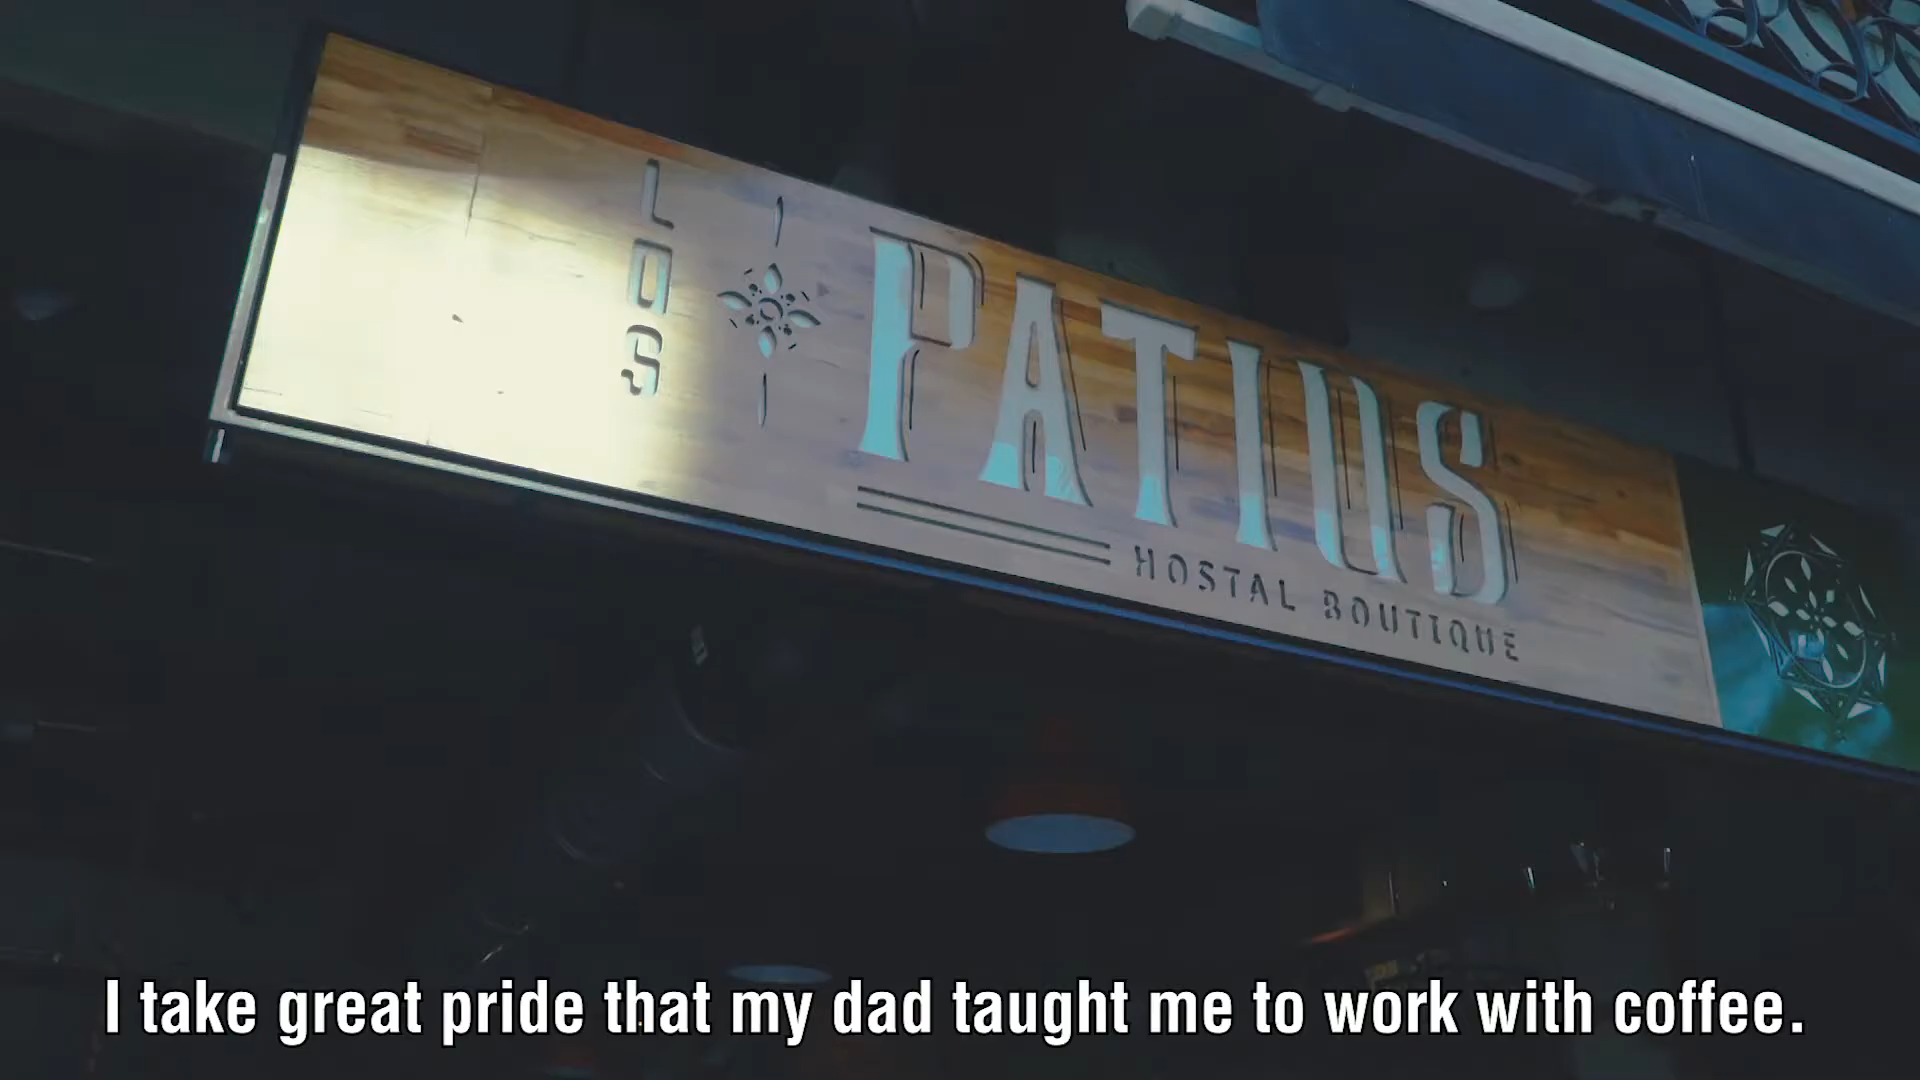 LOS
PATIOS
HOSTAL BOUTIQUE
I take great pride that my dad taught me to work with coffee.